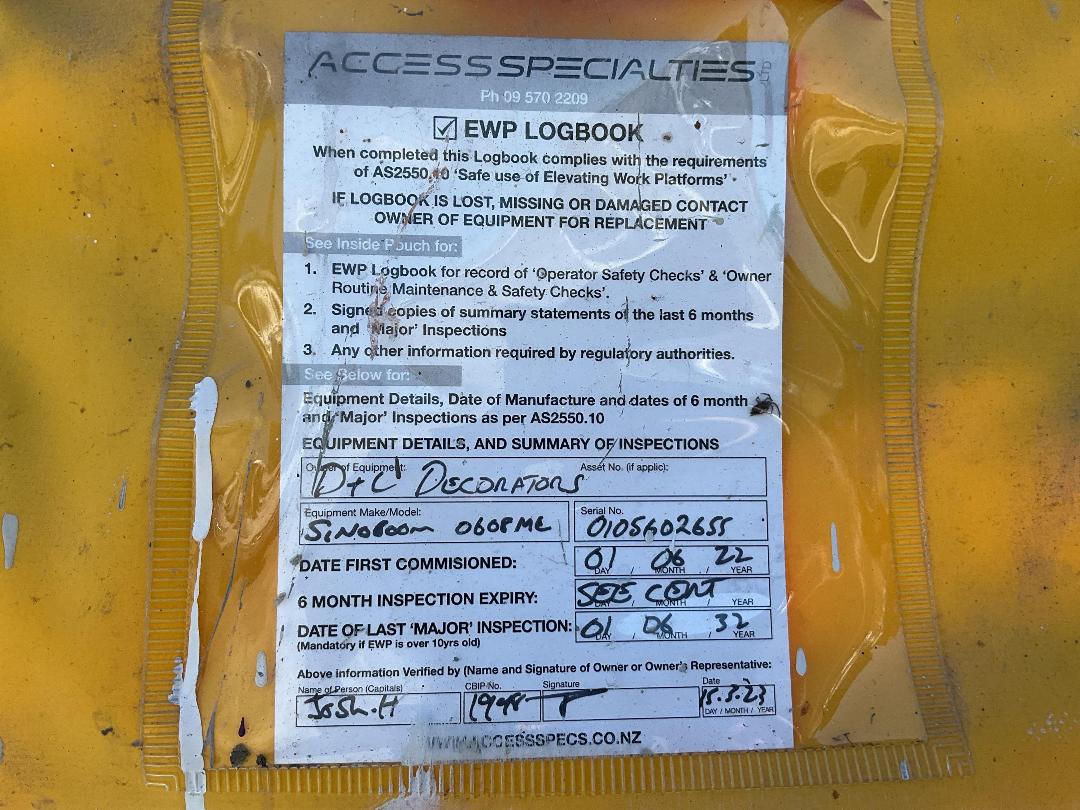 ACCESSSPECIALTIES LTD
Ph 09 570 2209
EWP LOGBOOK
When completed this Logbook complies with the requirements
of AS2550.10 'Safe use of Elevating Work Platforms'
IF LOGBOOK IS LOST, MISSING OR DAMAGED CONTACT
OWNER OF EQUIPMENT FOR REPLACEMENT
See Inside Pouch for:
1. EWP Logbook for record of 'Operator Safety Checks' & 'Owner
Routine Maintenance & Safety Checks'.
2. Signed copies of summary statements of the last 6 months
and 'Major' Inspections
3. Any other information required by regulatory authorities.
See Below for:
Equipment Details, Date of Manufacture and dates of 6 month
and 'Major' Inspections as per AS2550.10
EQUIPMENT DETAILS, AND SUMMARY OF INSPECTIONS
Owner of Equipment: Asset No. (if applic):
D+C DECORATORS
Equipment Make/Model: Serial No.
SINOBOOM 0608ME 0105602655
DATE FIRST COMMISIONED: 01 06 22
DAY / MONTH / YEAR
6 MONTH INSPECTION EXPIRY: SEE CERT
DAY / MONTH / YEAR
DATE OF LAST 'MAJOR' INSPECTION: 01 06 32
(Mandatory if EWP is over 10yrs old) DAY / MONTH / YEAR
Above information Verified by (Name and Signature of Owner or Owner's Representative:
Name of Person (Capitals) CBIP No. Signature Date
JoSh.H 15.3.23
DAY / MONTH / YEAR
WWW.ACCESSSPECS.CO.NZ